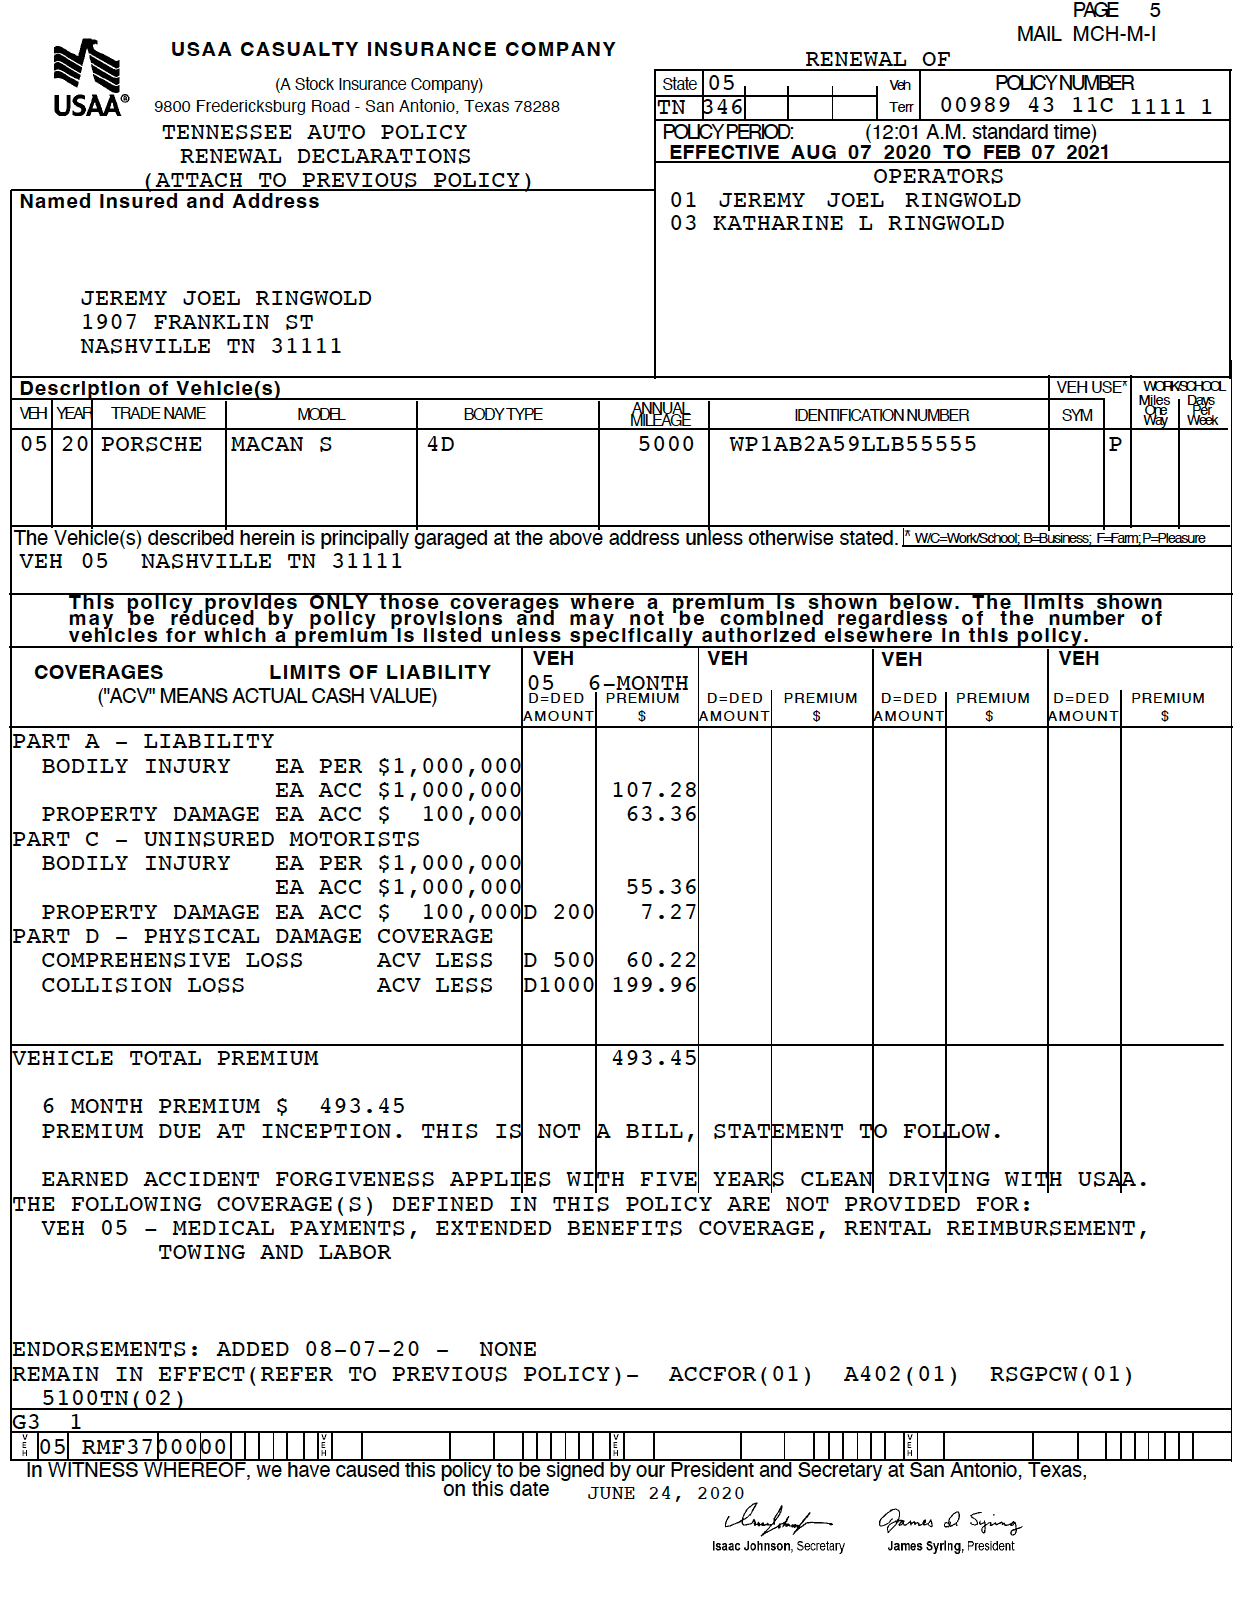 PAGE 5
MAIL MCH-M-I
USAA®
USAA CASUALTY INSURANCE COMPANY
(A Stock Insurance Company)
9800 Fredericksburg Road - San Antonio, Texas 78288
TENNESSEE AUTO POLICY
RENEWAL DECLARATIONS
(ATTACH TO PREVIOUS POLICY)
RENEWAL OF
State 05 Veh POLICY NUMBER
TN 346 Terr 00989 43 11C 1111 1
POLICY PERIOD: (12:01 A.M. standard time)
EFFECTIVE AUG 07 2020 TO FEB 07 2021
OPERATORS
01 JEREMY JOEL RINGWOLD
03 KATHARINE L RINGWOLD
Named Insured and Address
JEREMY JOEL RINGWOLD
1907 FRANKLIN ST
NASHVILLE TN 31111
Description of Vehicle(s) VEH USE* WORK/SCHOOL
VEH YEAR TRADE NAME MODEL BODY TYPE ANNUAL MILEAGE IDENTIFICATION NUMBER SYM Miles One Way Days Per Week
05 20 PORSCHE MACAN S 4D 5000 WP1AB2A59LLB55555 P
The Vehicle(s) described herein is principally garaged at the above address unless otherwise stated. * W/C=Work/School; B=Business; F=Farm; P=Pleasure
VEH 05 NASHVILLE TN 31111
This policy provides ONLY those coverages where a premium is shown below. The limits shown
may be reduced by policy provisions and may not be combined regardless of the number of
vehicles for which a premium is listed unless specifically authorized elsewhere in this policy.
COVERAGES LIMITS OF LIABILITY VEH VEH VEH VEH
("ACV" MEANS ACTUAL CASH VALUE) 05 6-MONTH
D=DED PREMIUM D=DED PREMIUM D=DED PREMIUM D=DED PREMIUM
AMOUNT $ AMOUNT $ AMOUNT $ AMOUNT $
PART A - LIABILITY
BODILY INJURY EA PER $1,000,000
EA ACC $1,000,000 107.28
PROPERTY DAMAGE EA ACC $ 100,000 63.36
PART C - UNINSURED MOTORISTS
BODILY INJURY EA PER $1,000,000
EA ACC $1,000,000 55.36
PROPERTY DAMAGE EA ACC $ 100,000 D 200 7.27
PART D - PHYSICAL DAMAGE COVERAGE
COMPREHENSIVE LOSS ACV LESS D 500 60.22
COLLISION LOSS ACV LESS D1000 199.96
VEHICLE TOTAL PREMIUM 493.45
6 MONTH PREMIUM $ 493.45
PREMIUM DUE AT INCEPTION. THIS IS NOT A BILL, STATEMENT TO FOLLOW.
EARNED ACCIDENT FORGIVENESS APPLIES WITH FIVE YEARS CLEAN DRIVING WITH USAA.
THE FOLLOWING COVERAGE(S) DEFINED IN THIS POLICY ARE NOT PROVIDED FOR:
VEH 05 - MEDICAL PAYMENTS, EXTENDED BENEFITS COVERAGE, RENTAL REIMBURSEMENT,
TOWING AND LABOR
ENDORSEMENTS: ADDED 08-07-20 - NONE
REMAIN IN EFFECT(REFER TO PREVIOUS POLICY)- ACCFOR(01) A402(01) RSGPCW(01)
5100TN(02)
G3 1
VEH 05 RMF3700000 VEH VEH VEH
In WITNESS WHEREOF, we have caused this policy to be signed by our President and Secretary at San Antonio, Texas,
on this date JUNE 24, 2020
James D Syring
Isaac Johnson, Secretary James Syring, President